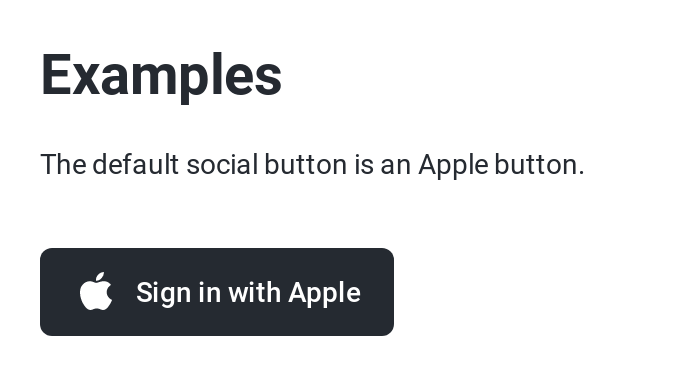 Examples
The default social button is an Apple button.
Sign in with Apple